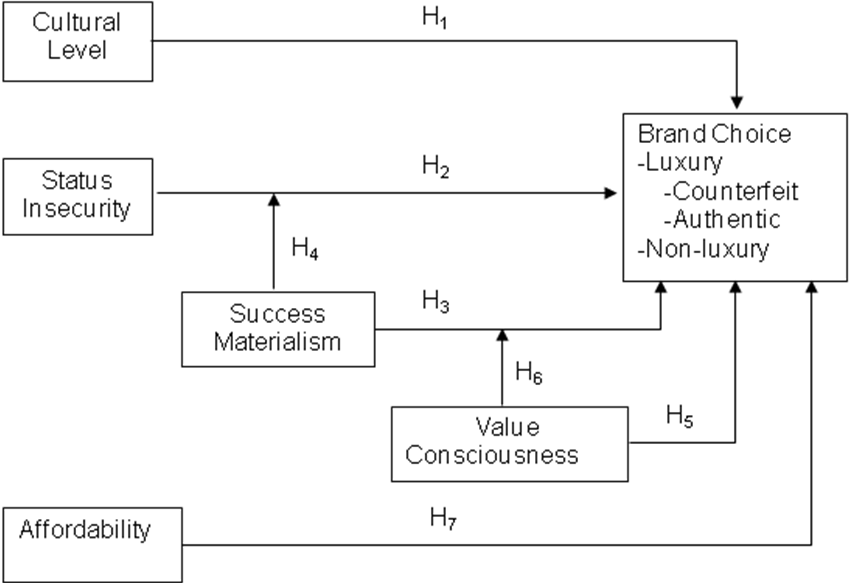 Cultural
Level
H1
Brand Choice
-Luxury
-Counterfeit
-Authentic
-Non-luxury
Status
Insecurity
H2
H4
Success
Materialism
H3
H6
Value
Consciousness
H5
Affordability
H7